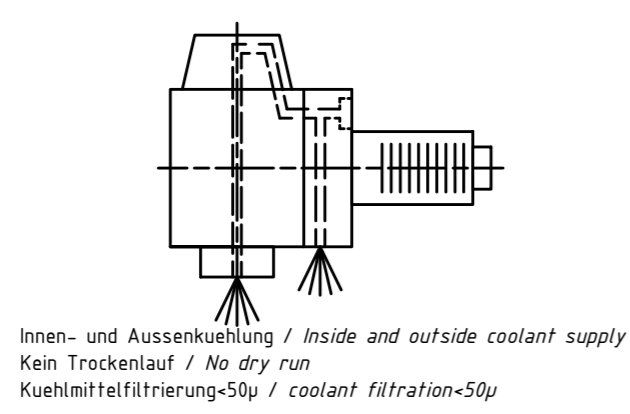 Innen- und Aussenkuehlung / Inside and outside coolant supply
Kein Trockenlauf / No dry run
Kuehlmittelfiltrierung<50µ / coolant filtration<50µ